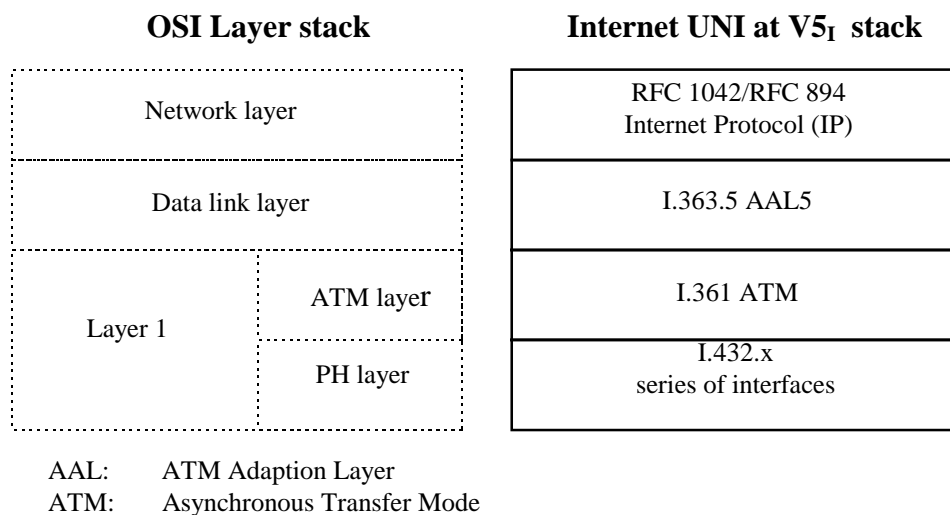 OSI Layer stack
Internet UNI at V5I stack
Network layer
RFC 1042/RFC 894
Internet Protocol (IP)
Data link layer
I.363.5 AAL5
Layer 1
ATM layer
I.361 ATM
PH layer
I.432.x
series of interfaces
AAL: ATM Adaption Layer
ATM: Asynchronous Transfer Mode